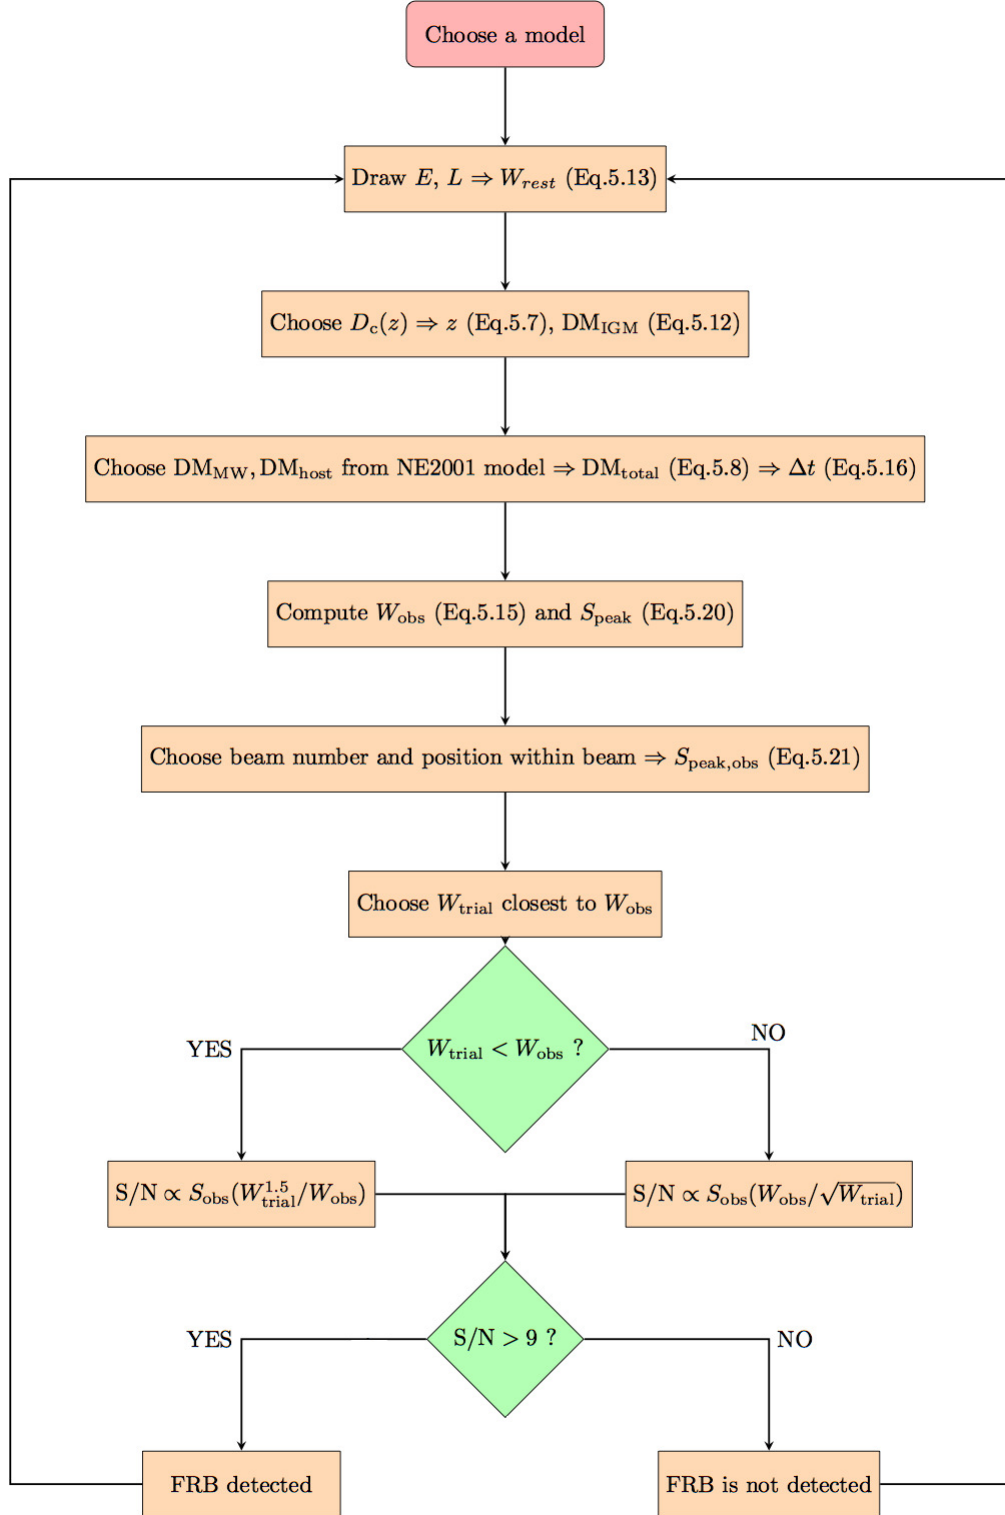 Choose a model
Draw E, L ⇒ W_rest (Eq.5.13)
Choose D_c(z) ⇒ z (Eq.5.7), DM_IGM (Eq.5.12)
Choose DM_MW, DM_host from NE2001 model ⇒ DM_total (Eq.5.8) ⇒ Δt (Eq.5.16)
Compute W_obs (Eq.5.15) and S_peak (Eq.5.20)
Choose beam number and position within beam ⇒ S_peak,obs (Eq.5.21)
Choose W_trial closest to W_obs
W_trial < W_obs ?
YES
NO
S/N ∝ S_obs(W_trial^1.5/W_obs)
S/N ∝ S_obs(W_obs/√W_trial)
S/N > 9 ?
YES
NO
FRB detected
FRB is not detected